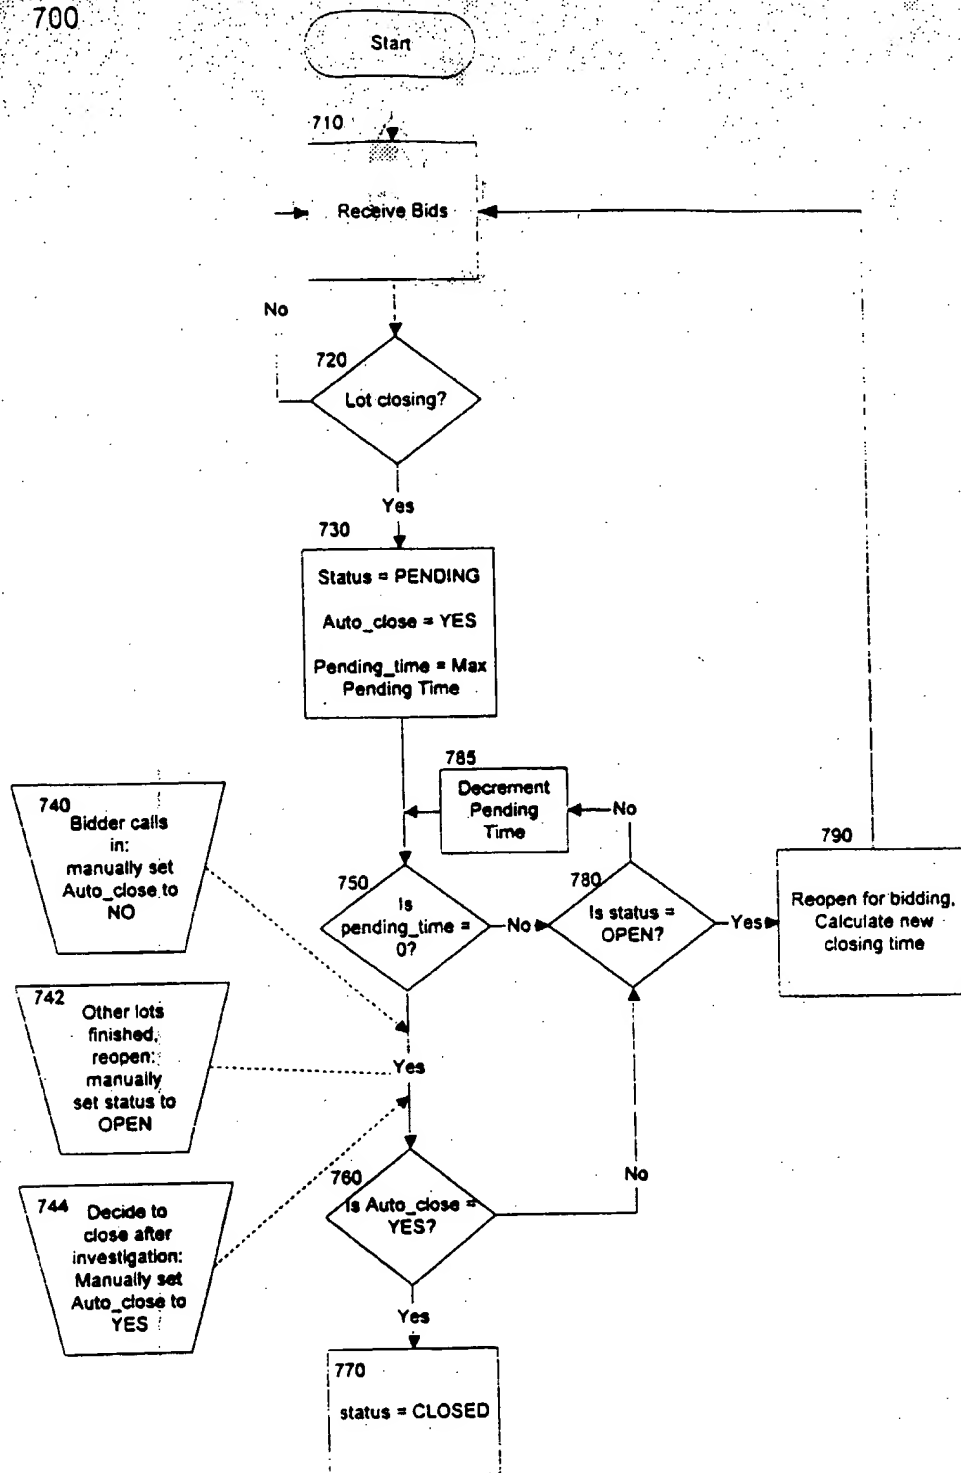 700
Start
710
Receive Bids
No
720
Lot closing?
Yes
730
Status = PENDING
Auto_close = YES
Pending_time = Max
Pending Time
785
Decrement
Pending
Time
No
740
Bidder calls
in:
manually set
Auto_close to
NO
750
Is
pending_time =
0?
No
780
Is status =
OPEN?
Yes
790
Reopen for bidding,
Calculate new
closing time
742
Other lots
finished,
reopen:
manually
set status to
OPEN
Yes
744
Decide to
close after
investigation:
Manually set
Auto_close to
YES
760
Is Auto_close =
YES?
No
Yes
770
status = CLOSED